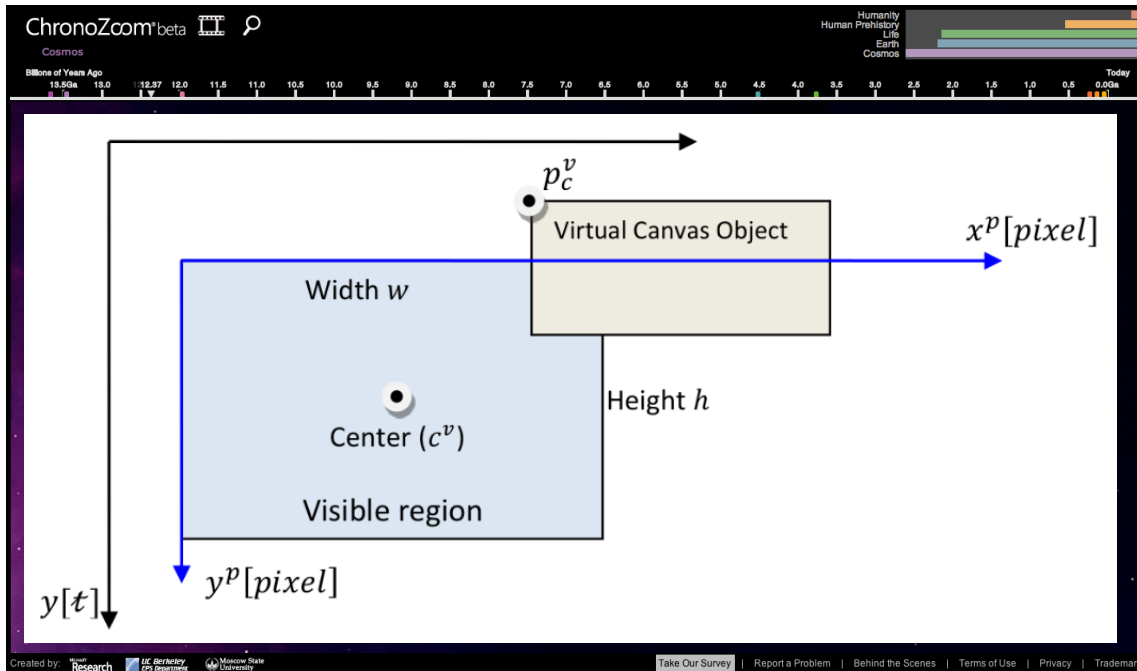 ChronoZoom beta
Cosmos
Humanity
Human Prehistory
Life
Earth
Cosmos
Billions of Years Ago
Today
13.5Ga 13.0 12.37 12.0 11.5 11.0 10.5 10.0 9.5 9.0 8.5 8.0 7.5 7.0 6.5 6.0 5.5 5.0 4.5 4.0 3.5 3.0 2.5 2.0 1.5 1.0 0.5 0.0Ga
p_c^v
Virtual Canvas Object
x^p[pixel]
Width w
Height h
Center (c^v)
Visible region
y^p[pixel]
y[t]
Created by: Microsoft Research UC Berkeley EPS Department Moscow State University Take Our Survey | Report a Problem | Behind the Scenes | Terms of Use | Privacy | Tradema